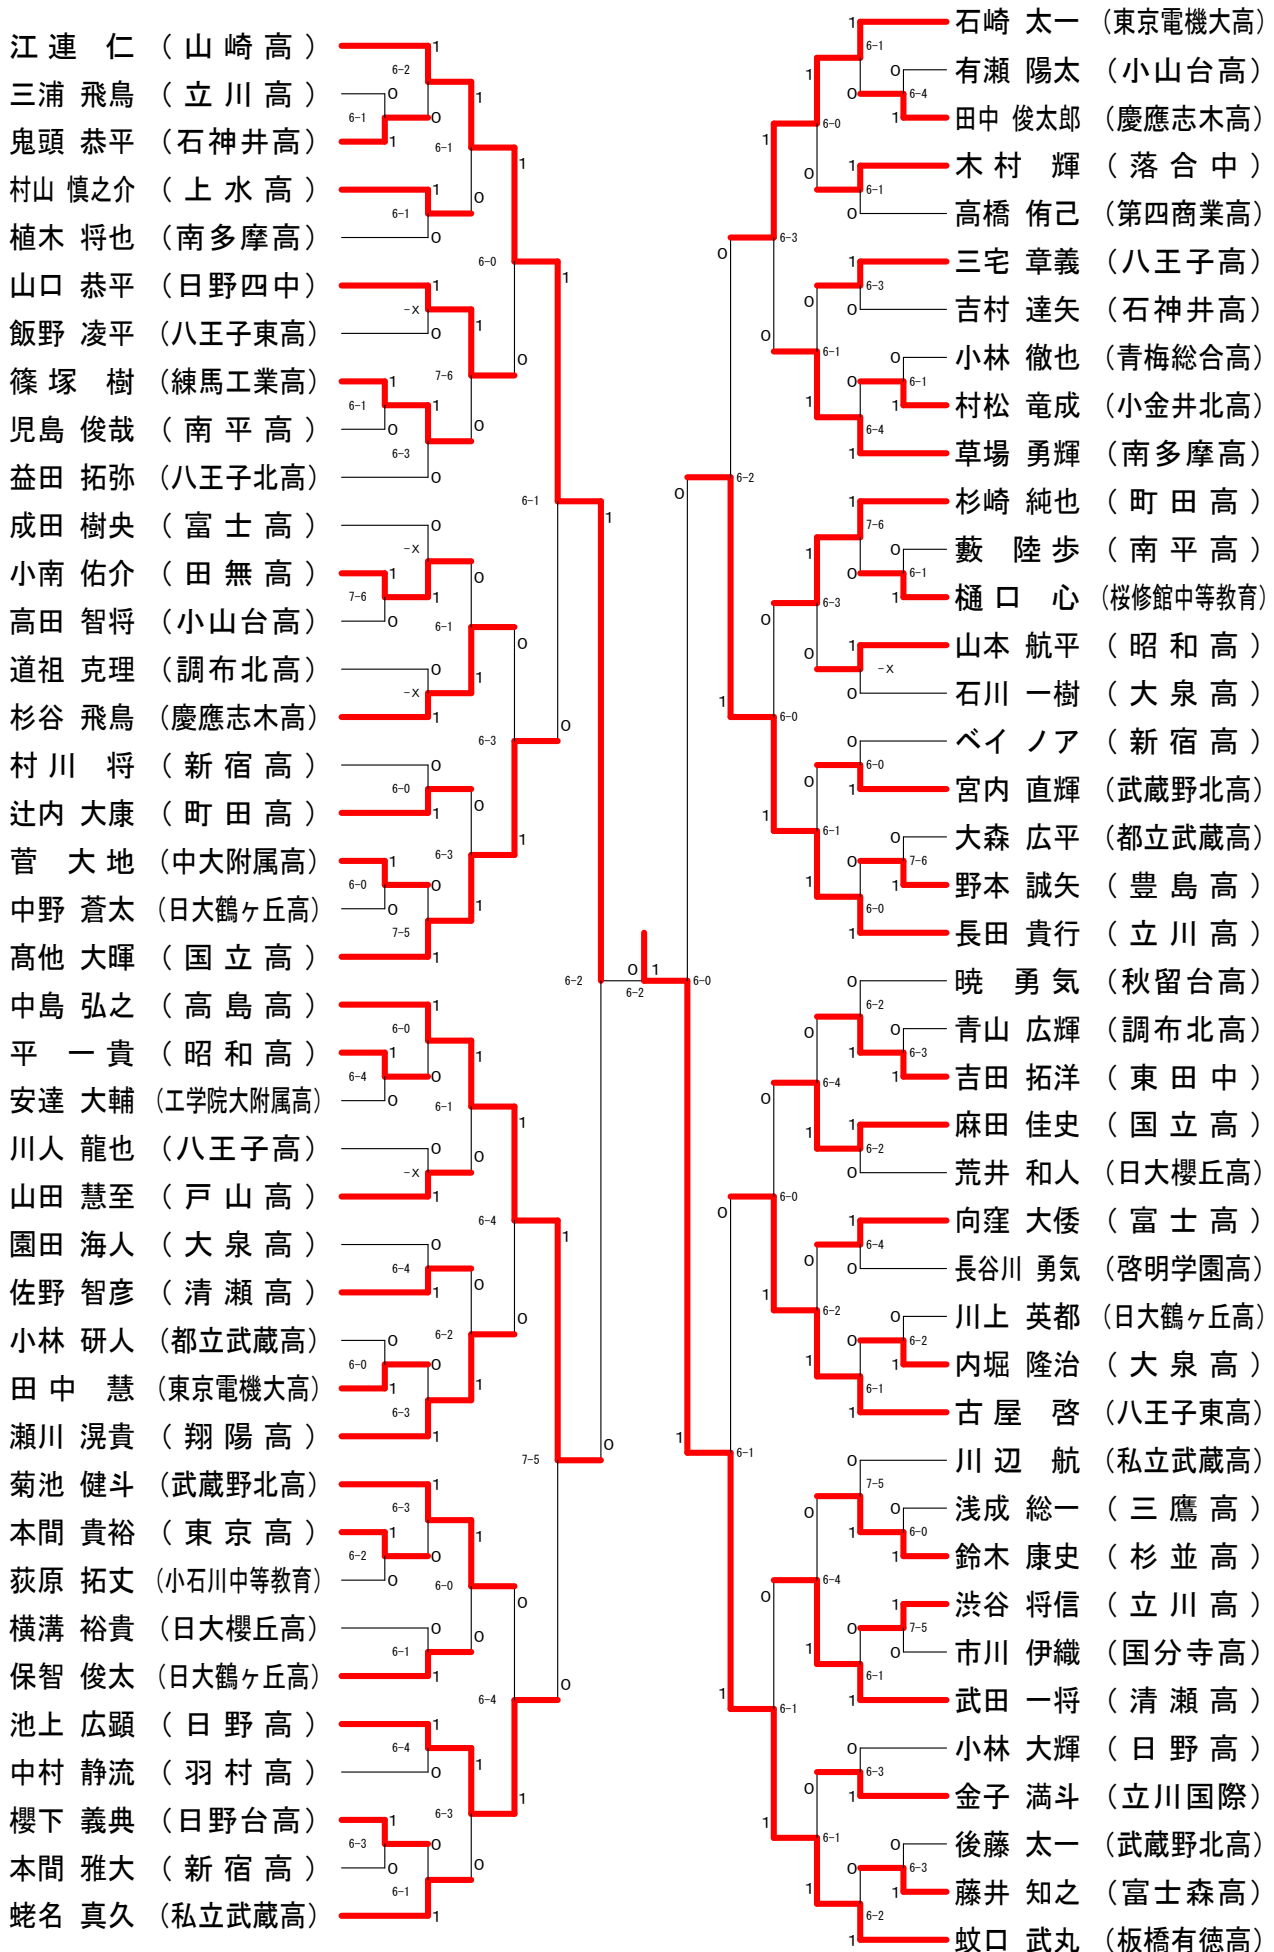 江連 仁 (山崎高)
三浦 飛鳥 (立川高)
鬼頭 恭平 (石神井高)
村山 慎之介 (上水高)
植木 将也 (南多摩高)
山口 恭平 (日野四中)
飯野 凌平 (八王子東高)
篠塚 樹 (練馬工業高)
児島 俊哉 (南平高)
益田 拓弥 (八王子北高)
成田 樹央 (富士高)
小南 佑介 (田無高)
高田 智将 (小山台高)
道祖 克理 (調布北高)
杉谷 飛鳥 (慶應志木高)
村川 将 (新宿高)
辻内 大康 (町田高)
菅 大地 (中大附属高)
中野 蒼太 (日大鶴ヶ丘高)
髙他 大暉 (国立高)
中島 弘之 (高島高)
平 一貴 (昭和高)
安達 大輔 (工学院大附属高)
川人 龍也 (八王子高)
山田 慧至 (戸山高)
園田 海人 (大泉高)
佐野 智彦 (清瀬高)
小林 研人 (都立武蔵高)
田中 慧 (東京電機大高)
瀬川 滉貴 (翔陽高)
菊池 健斗 (武蔵野北高)
本間 貴裕 (東京高)
荻原 拓丈 (小石川中等教育)
横溝 裕貴 (日大櫻丘高)
保智 俊太 (日大鶴ヶ丘高)
池上 広顕 (日野高)
中村 静流 (羽村高)
櫻下 義典 (日野台高)
本間 雅大 (新宿高)
蛯名 真久 (私立武蔵高)
石崎 太一 (東京電機大高)
有瀬 陽太 (小山台高)
田中 俊太郎 (慶應志木高)
木村 輝 (落合中)
高橋 侑己 (第四商業高)
三宅 章義 (八王子高)
吉村 達矢 (石神井高)
小林 徹也 (青梅総合高)
村松 竜成 (小金井北高)
草場 勇輝 (南多摩高)
杉崎 純也 (町田高)
藪 陸歩 (南平高)
樋口 心 (桜修館中等教育)
山本 航平 (昭和高)
石川 一樹 (大泉高)
ベイ ノア (新宿高)
宮内 直輝 (武蔵野北高)
大森 広平 (都立武蔵高)
野本 誠矢 (豊島高)
長田 貴行 (立川高)
暁 勇気 (秋留台高)
青山 広輝 (調布北高)
吉田 拓洋 (東田中)
麻田 佳史 (国立高)
荒井 和人 (日大櫻丘高)
向窪 大倭 (富士高)
長谷川 勇気 (啓明学園高)
川上 英都 (日大鶴ヶ丘高)
内堀 隆治 (大泉高)
古屋 啓 (八王子東高)
川辺 航 (私立武蔵高)
浅成 総一 (三鷹高)
鈴木 康史 (杉並高)
渋谷 将信 (立川高)
市川 伊織 (国分寺高)
武田 一将 (清瀬高)
小林 大輝 (日野高)
金子 満斗 (立川国際)
後藤 太一 (武蔵野北高)
藤井 知之 (富士森高)
蚊口 武丸 (板橋有徳高)